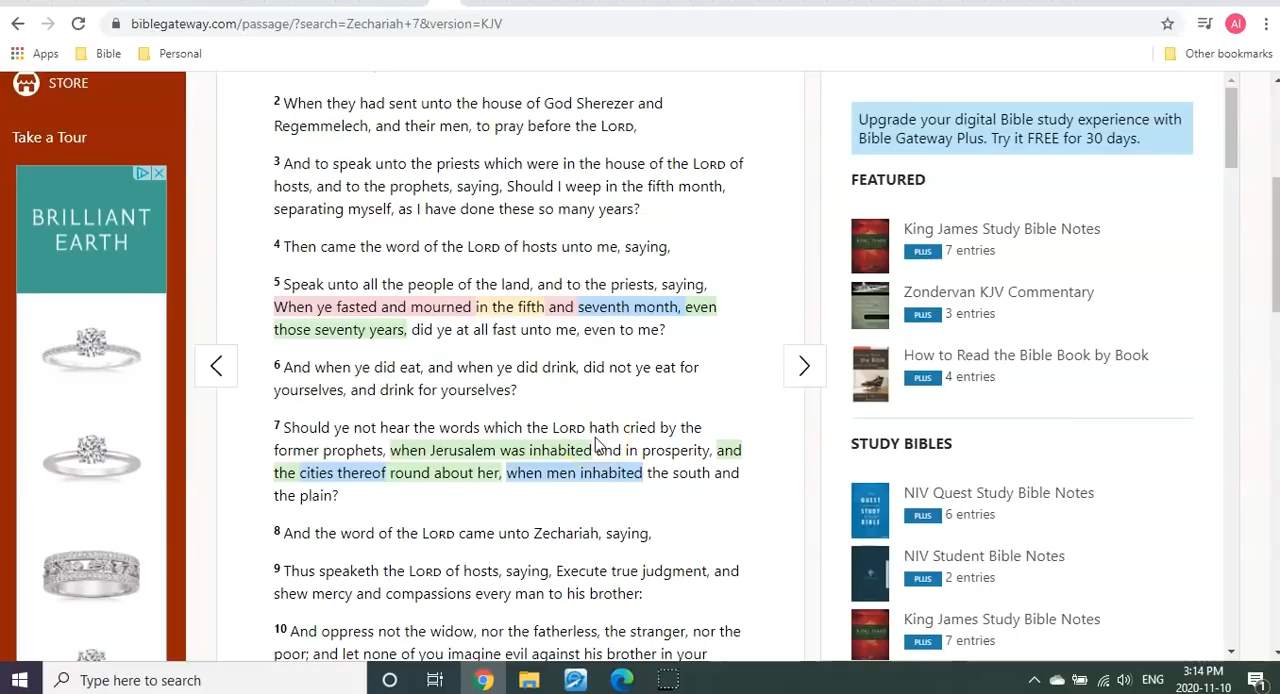 biblegateway.com/passage/?search=Zechariah+7&version=KJV
AI
Apps
Bible
Personal
Other bookmarks
STORE
Take a Tour
BRILLIANT
EARTH
2 When they had sent unto the house of God Sherezer and
Regemmelech, and their men, to pray before the LORD,
3 And to speak unto the priests which were in the house of the LORD of
hosts, and to the prophets, saying, Should I weep in the fifth month,
separating myself, as I have done these so many years?
4 Then came the word of the LORD of hosts unto me, saying,
5 Speak unto all the people of the land, and to the priests, saying,
When ye fasted and mourned in the fifth and seventh month, even
those seventy years, did ye at all fast unto me, even to me?
6 And when ye did eat, and when ye did drink, did not ye eat for
yourselves, and drink for yourselves?
7 Should ye not hear the words which the LORD hath cried by the
former prophets, when Jerusalem was inhabited and in prosperity, and
the cities thereof round about her, when men inhabited the south and
the plain?
8 And the word of the LORD came unto Zechariah, saying,
9 Thus speaketh the LORD of hosts, saying, Execute true judgment, and
shew mercy and compassions every man to his brother:
10 And oppress not the widow, nor the fatherless, the stranger, nor the
poor; and let none of you imagine evil against his brother in your
Upgrade your digital Bible study experience with
Bible Gateway Plus. Try it FREE for 30 days.
FEATURED
King James Study Bible Notes
PLUS 7 entries
Zondervan KJV Commentary
PLUS 3 entries
How to Read the Bible Book by Book
PLUS 4 entries
STUDY BIBLES
NIV Quest Study Bible Notes
PLUS 6 entries
NIV Student Bible Notes
PLUS 2 entries
King James Study Bible Notes
PLUS 7 entries
Type here to search
ENG
3:14 PM
2020-11-10
1